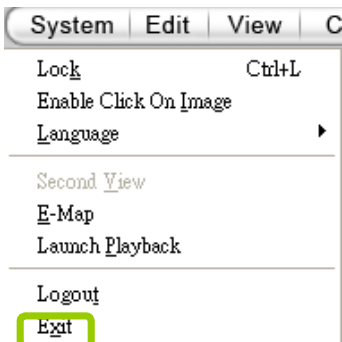 System Edit View C
Lock Ctrl+L
Enable Click On Image
Language
Second View
E-Map
Launch Playback
Logout
Exit